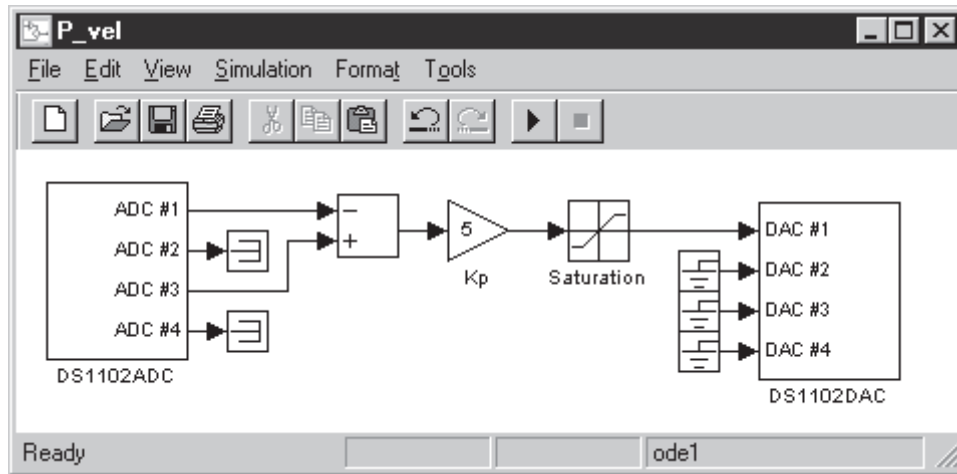 P_vel
File Edit View Simulation Format Tools
ADC #1
ADC #2
ADC #3
ADC #4
DS1102ADC
−
+
5
Kp
Saturation
DAC #1
DAC #2
DAC #3
DAC #4
DS1102DAC
Ready
ode1